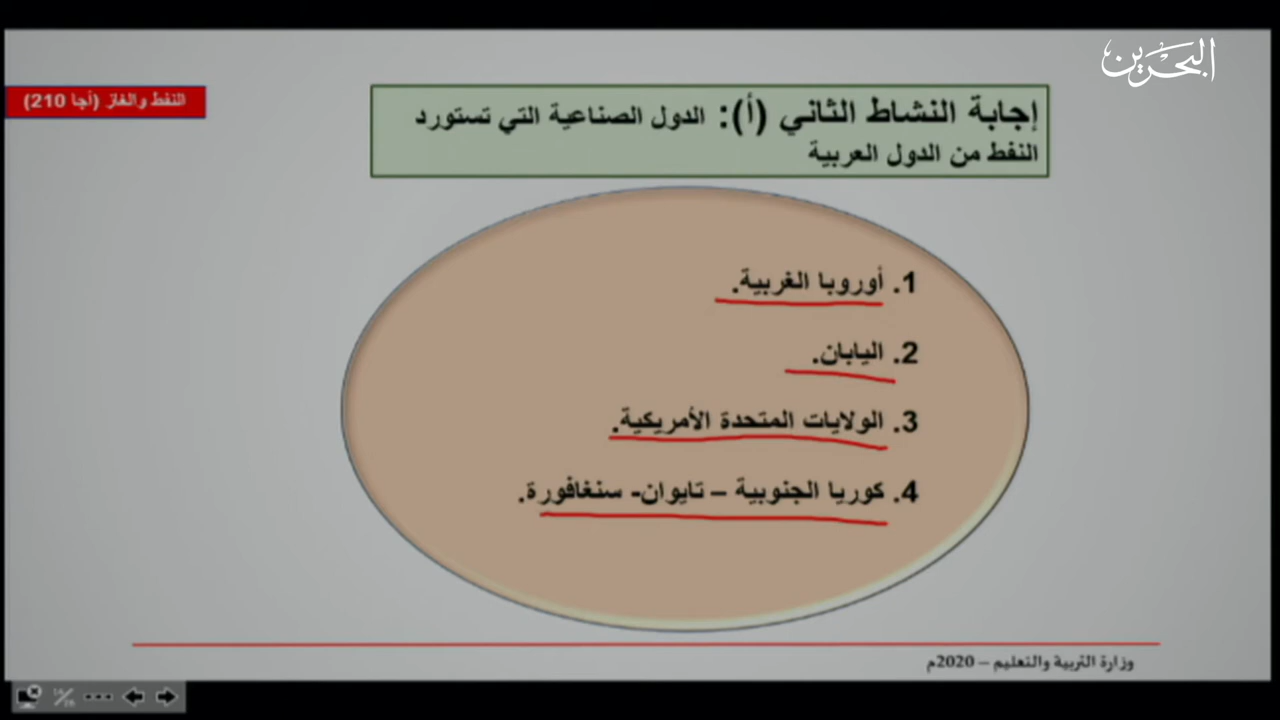 البحرين
النفط والغاز (أجا 210)
إجابة النشاط الثاني (أ): الدول الصناعية التي تستورد
النفط من الدول العربية
1. أوروبا الغربية.
2. اليابان.
3. الولايات المتحدة الأمريكية.
4. كوريا الجنوبية – تايوان- سنغافورة.
وزارة التربية والتعليم – 2020م